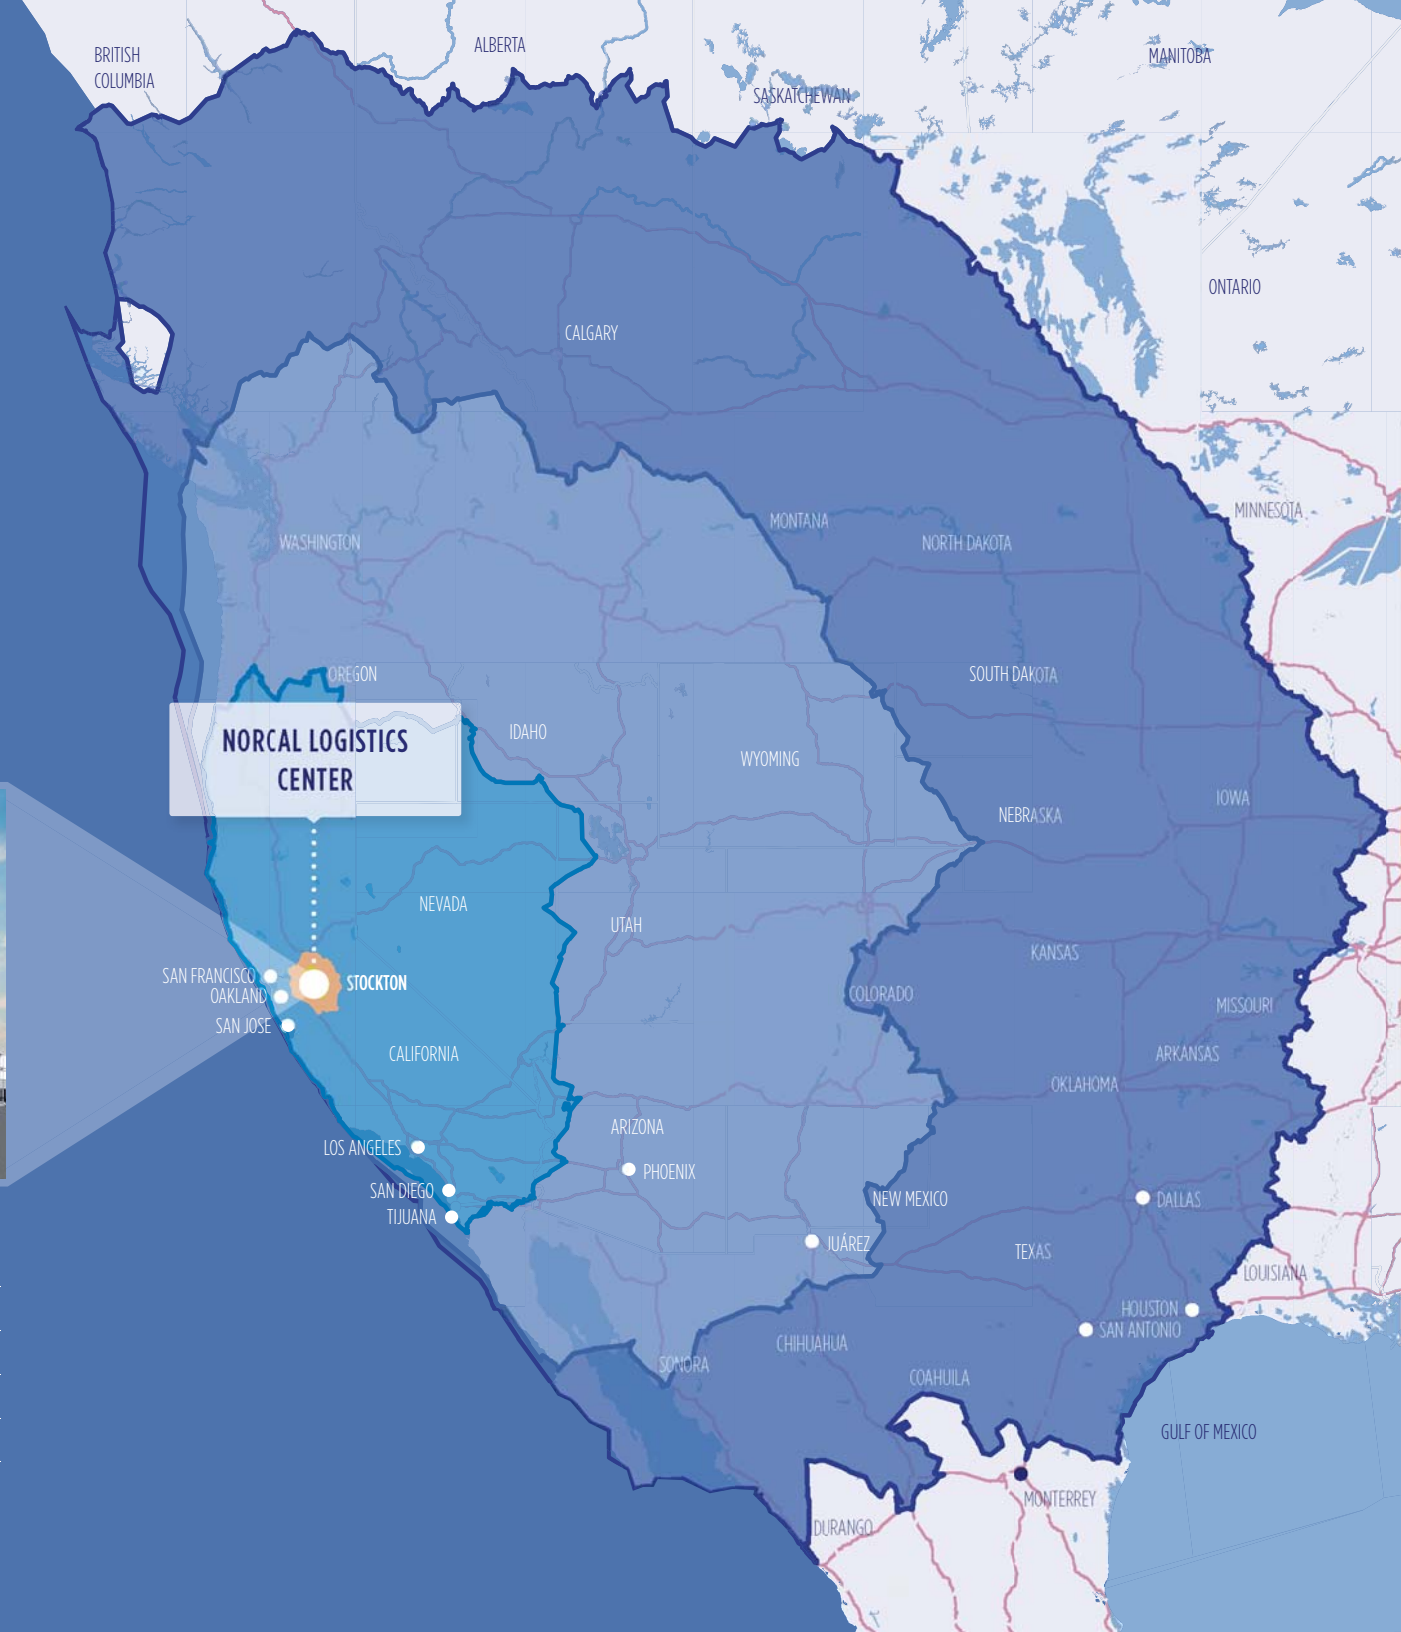 BRITISH
COLUMBIA
ALBERTA
MANITOBA
SASKATCHEWAN
ONTARIO
CALGARY
MINNESOTA
MONTANA
WASHINGTON
NORTH DAKOTA
OREGON
SOUTH DAKOTA
IDAHO
NORCAL LOGISTICS
CENTER
WYOMING
IOWA
NEBRASKA
NEVADA
UTAH
KANSAS
SAN FRANCISCO
STOCKTON
OAKLAND
COLORADO
MISSOURI
SAN JOSE
CALIFORNIA
ARKANSAS
OKLAHOMA
ARIZONA
LOS ANGELES
PHOENIX
SAN DIEGO
NEW MEXICO
DALLAS
TIJUANA
JUÁREZ
TEXAS
LOUISIANA
HOUSTON
SAN ANTONIO
CHIHUAHUA
SONORA
COAHUILA
GULF OF MEXICO
MONTERREY
DURANGO